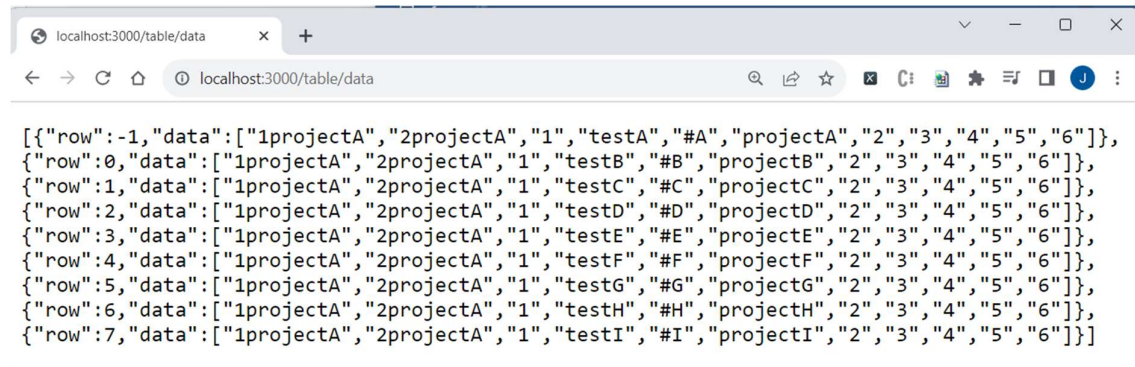 localhost:3000/table/data
localhost:3000/table/data
J
[{"row":-1,"data":["1projectA","2projectA","1","testA","#A","projectA","2","3","4","5","6"]},
{"row":0,"data":["1projectA","2projectA","1","testB","#B","projectB","2","3","4","5","6"]},
{"row":1,"data":["1projectA","2projectA","1","testC","#C","projectC","2","3","4","5","6"]},
{"row":2,"data":["1projectA","2projectA","1","testD","#D","projectD","2","3","4","5","6"]},
{"row":3,"data":["1projectA","2projectA","1","testE","#E","projectE","2","3","4","5","6"]},
{"row":4,"data":["1projectA","2projectA","1","testF","#F","projectF","2","3","4","5","6"]},
{"row":5,"data":["1projectA","2projectA","1","testG","#G","projectG","2","3","4","5","6"]},
{"row":6,"data":["1projectA","2projectA","1","testH","#H","projectH","2","3","4","5","6"]},
{"row":7,"data":["1projectA","2projectA","1","testI","#I","projectI","2","3","4","5","6"]}]